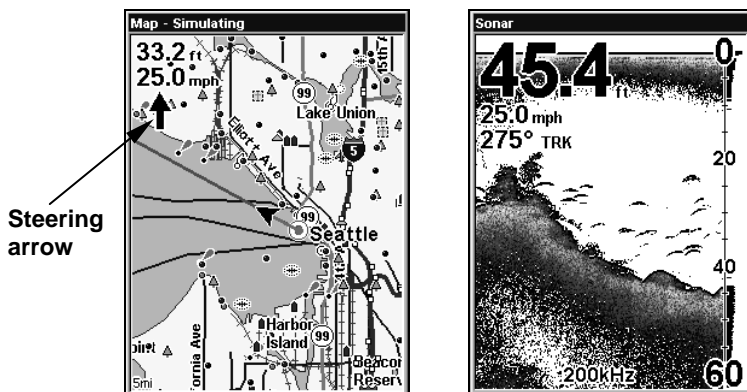 Steering
arrow
Map - Simulating
33.2 ft
25.0 mph
99
Lake Union
Elliott Ave
5
99
Seattle
Harbor
Island
99
5mi
Sonar
45.4 ft
25.0 mph
275° TRK
0
20
40
60
200kHz